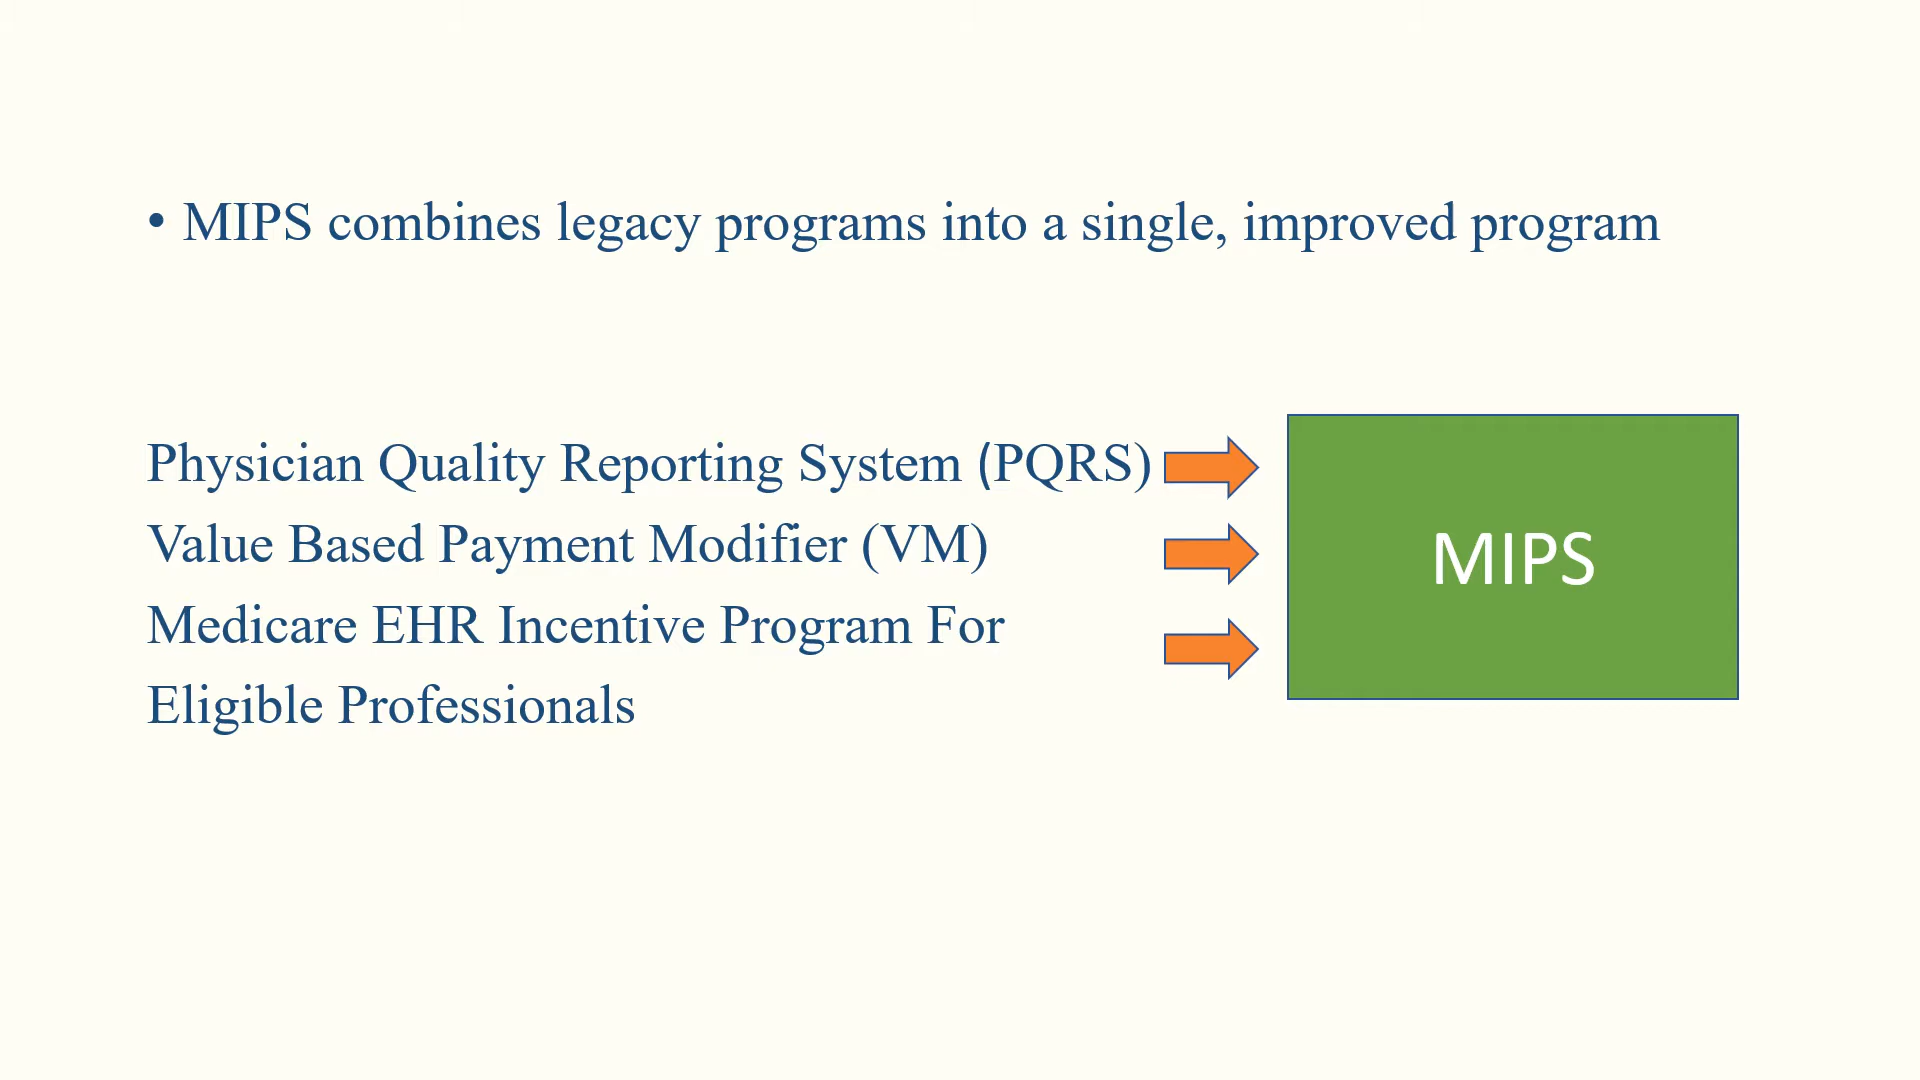 • MIPS combines legacy programs into a single, improved program
Physician Quality Reporting System (PQRS)
Value Based Payment Modifier (VM)
Medicare EHR Incentive Program For
Eligible Professionals
MIPS